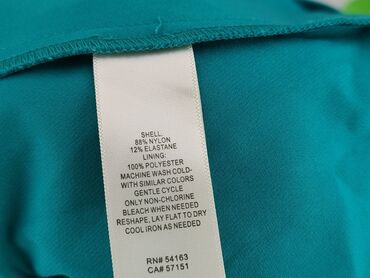 SHELL:
88% NYLON
12% ELASTANE
LINING:
100% POLYESTER
MACHINE WASH COLD-
WITH SIMILAR COLORS
GENTLE CYCLE
ONLY NON-CHLORINE
BLEACH WHEN NEEDED
RESHAPE, LAY FLAT TO DRY
COOL IRON AS NEEDED
RN# 54163
CA# 57151